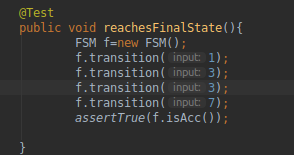 @Test
public void reachesFinalState(){
FSM f=new FSM();
f.transition( input: 1);
f.transition( input: 3);
f.transition( input: 3);
f.transition( input: 7);
assertTrue(f.isAcc());
}